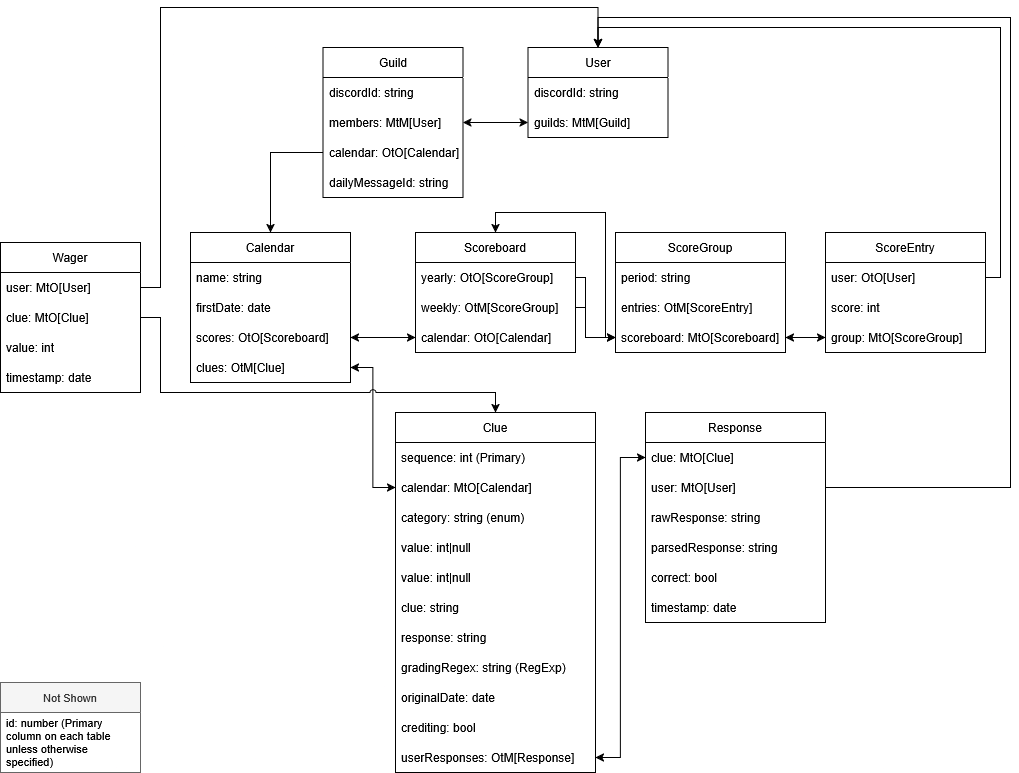 Guild
discordId: string
members: MtM[User]
calendar: OtO[Calendar]
dailyMessageId: string
User
discordId: string
guilds: MtM[Guild]
Wager
user: MtO[User]
clue: MtO[Clue]
value: int
timestamp: date
Calendar
name: string
firstDate: date
scores: OtO[Scoreboard]
clues: OtM[Clue]
Scoreboard
yearly: OtO[ScoreGroup]
weekly: OtM[ScoreGroup]
calendar: OtO[Calendar]
ScoreGroup
period: string
entries: OtM[ScoreEntry]
scoreboard: MtO[Scoreboard]
ScoreEntry
user: OtO[User]
score: int
group: MtO[ScoreGroup]
Clue
sequence: int (Primary)
calendar: MtO[Calendar]
category: string (enum)
value: int|null
value: int|null
clue: string
response: string
gradingRegex: string (RegExp)
originalDate: date
crediting: bool
userResponses: OtM[Response]
Response
clue: MtO[Clue]
user: MtO[User]
rawResponse: string
parsedResponse: string
correct: bool
timestamp: date
Not Shown
id: number (Primary
column on each table
unless otherwise
specified)